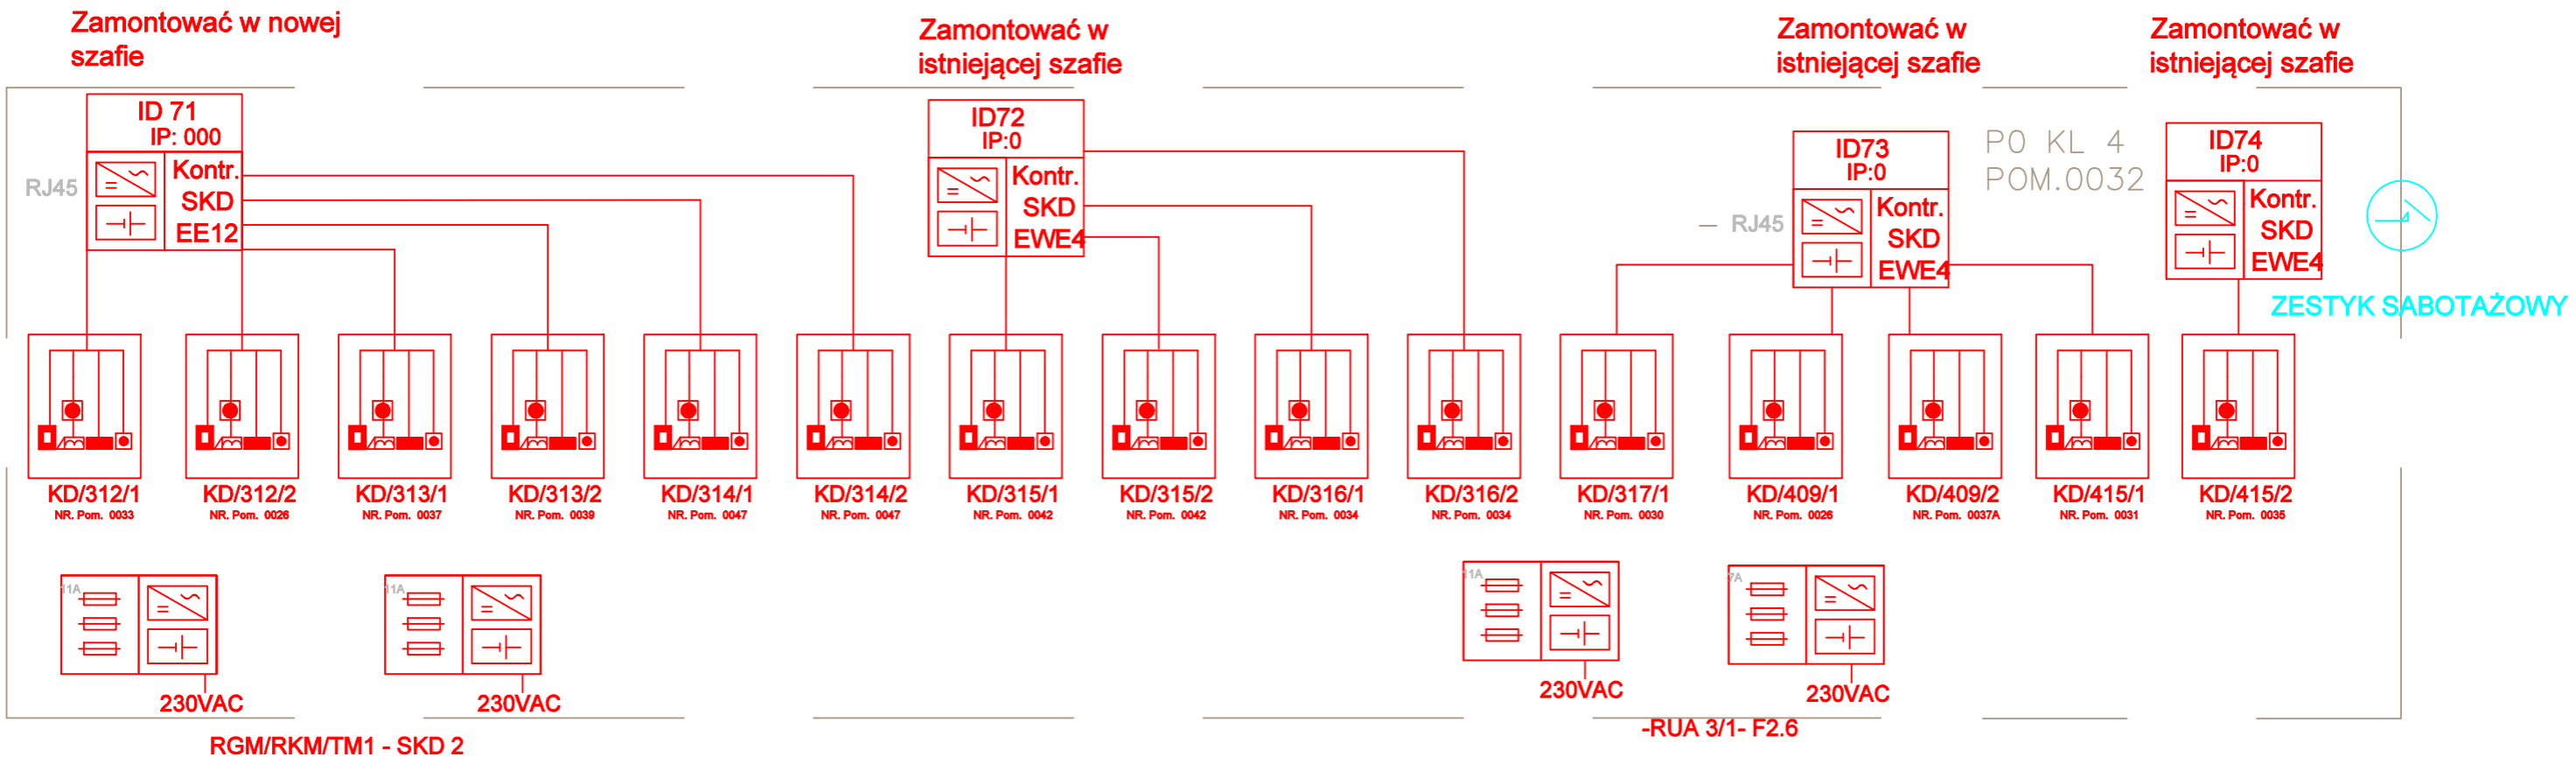 Zamontować w nowej
szafie
Zamontować w
istniejącej szafie
Zamontować w
istniejącej szafie
Zamontować w
istniejącej szafie
ID 71
IP: 000
RJ45
Kontr.
SKD
EE12
ID72
IP:0
Kontr.
SKD
EWE4
ID73
IP:0
RJ45
Kontr.
SKD
EWE4
P0 KL 4
POM.0032
ID74
IP:0
Kontr.
SKD
EWE4
ZESTYK SABOTAŻOWY
KD/312/1
NR. Pom. 0033
KD/312/2
NR. Pom. 0026
KD/313/1
NR. Pom. 0037
KD/313/2
NR. Pom. 0039
KD/314/1
NR. Pom. 0047
KD/314/2
NR. Pom. 0047
KD/315/1
NR. Pom. 0042
KD/315/2
NR. Pom. 0042
KD/316/1
NR. Pom. 0034
KD/316/2
NR. Pom. 0034
KD/317/1
NR. Pom. 0030
KD/409/1
NR. Pom. 0026
KD/409/2
NR. Pom. 0037A
KD/415/1
NR. Pom. 0031
KD/415/2
NR. Pom. 0035
11A
230VAC
11A
230VAC
11A
230VAC
7A
230VAC
RGM/RKM/TM1 - SKD 2
-RUA 3/1- F2.6